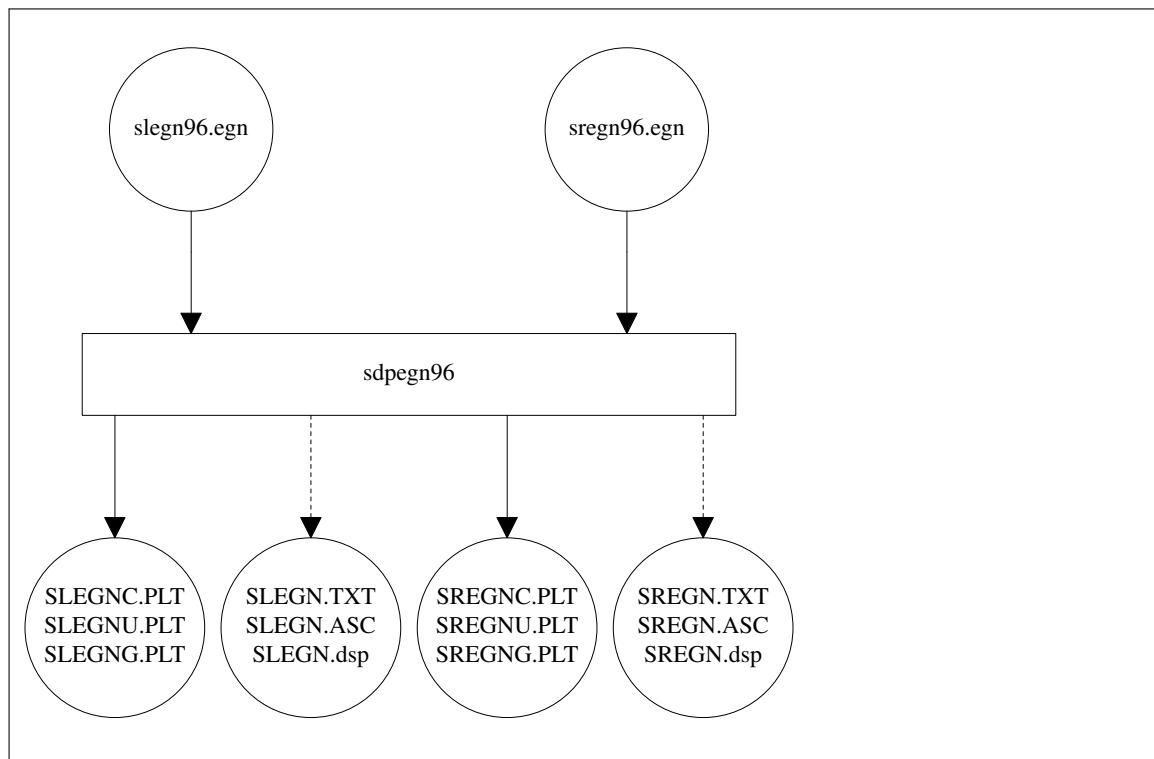 slegn96.egn
sregn96.egn
sdpegn96
SLEGNC.PLT
SLEGNU.PLT
SLEGNG.PLT
SLEGN.TXT
SLEGN.ASC
SLEGN.dsp
SREGNC.PLT
SREGNU.PLT
SREGNG.PLT
SREGN.TXT
SREGN.ASC
SREGN.dsp